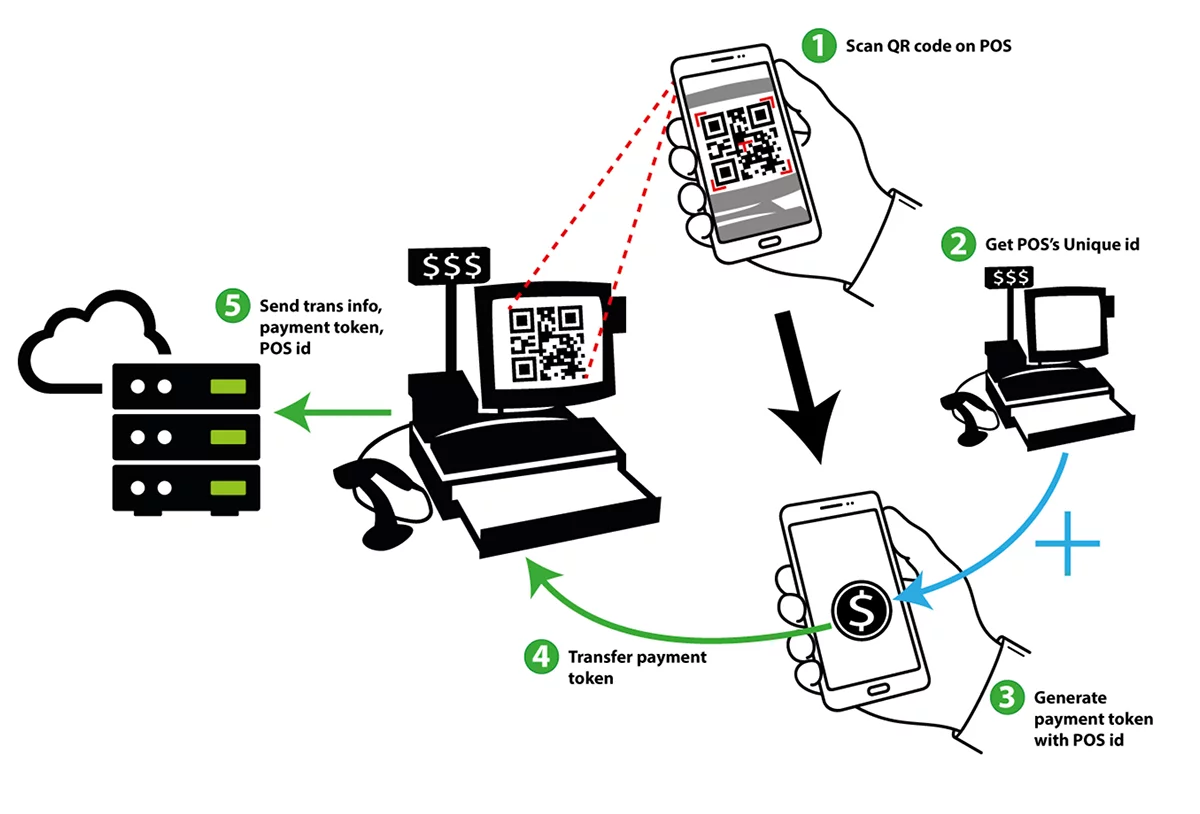 1 Scan QR code on POS
2 Get POS's Unique id
$$$
$$$
5 Send trans info,
payment token,
POS id
$
4 Transfer payment
token
3 Generate
payment token
with POS id